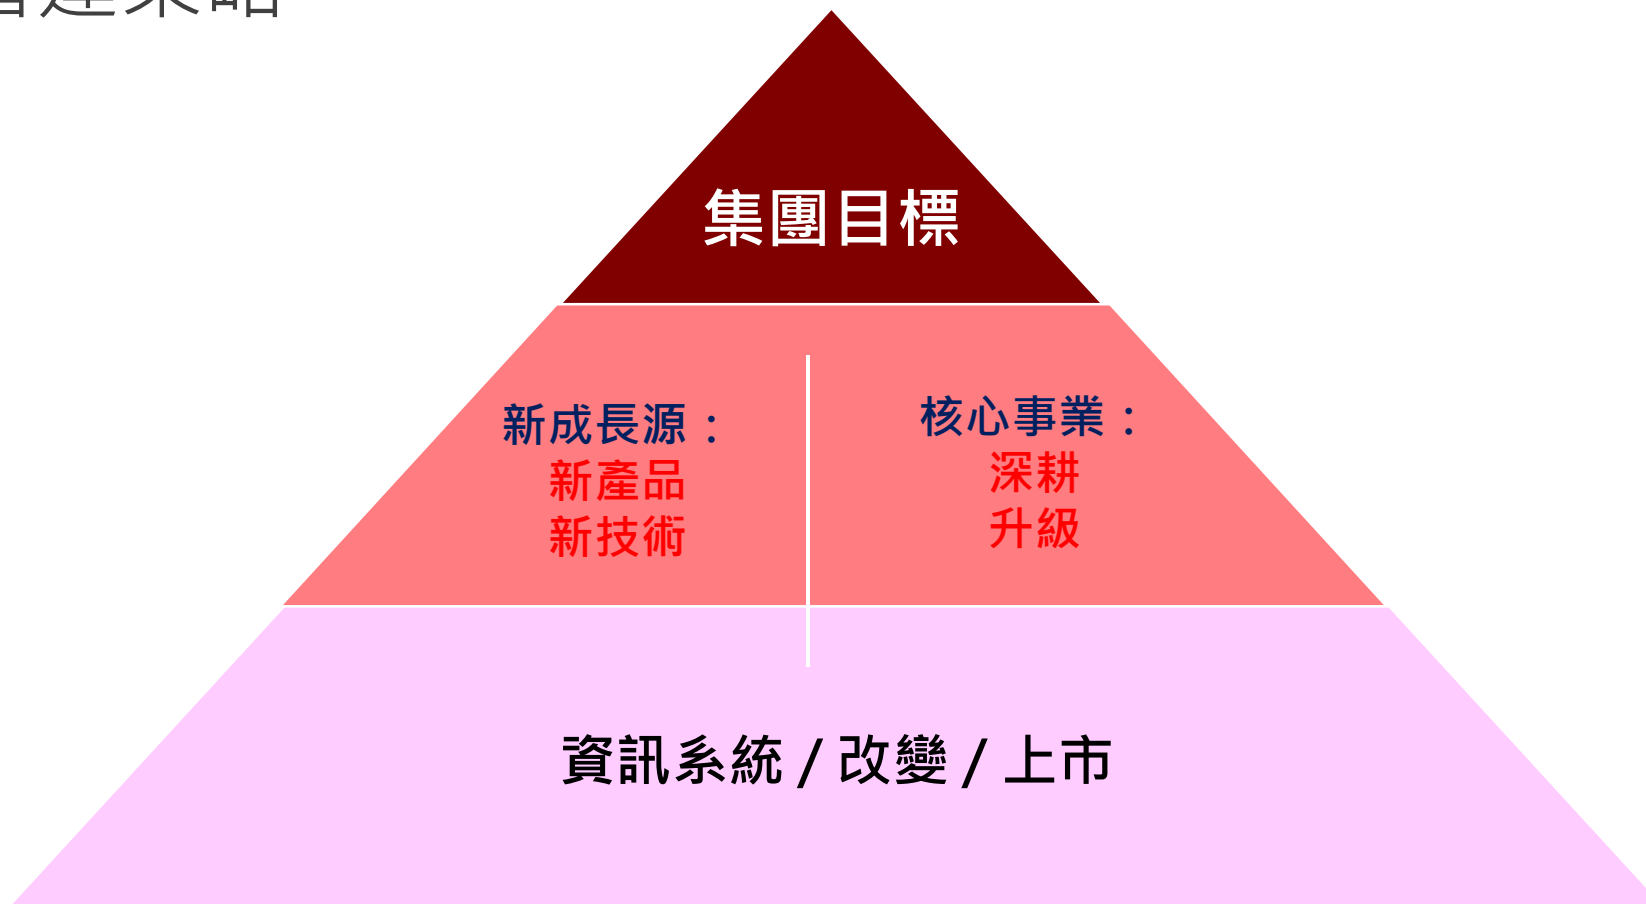 集團目標
新成長源：
新產品
新技術
核心事業：
深耕
升級
資訊系統 / 改變 / 上市